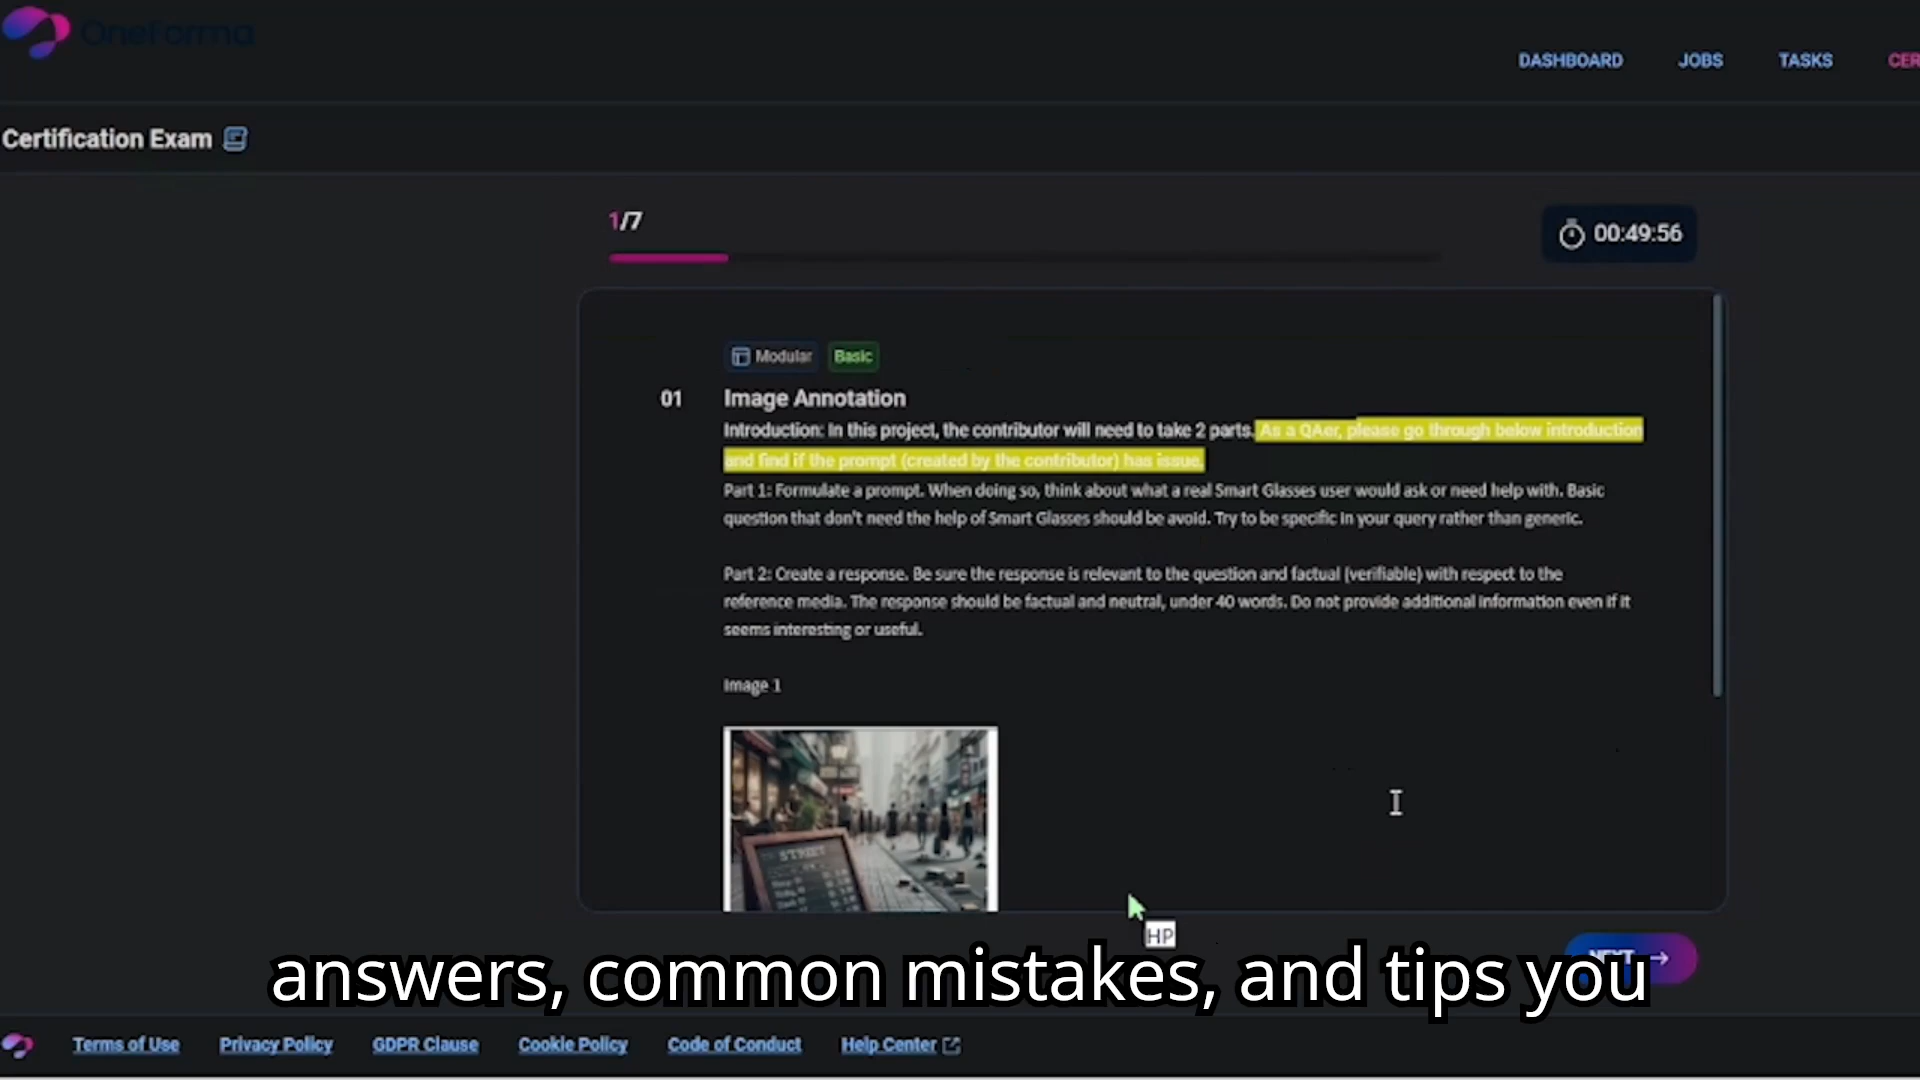 OneForma
DASHBOARD JOBS TASKS CER
Certification Exam
1/7
00:49:56
Modular Basic
01 Image Annotation
Introduction: In this project, the contributor will need to take 2 parts. As a QAer, please go through below introduction
and find if the prompt (created by the contributor) has issue.
Part 1: Formulate a prompt. When doing so, think about what a real Smart Glasses user would ask or need help with. Basic
question that don't need the help of Smart Glasses should be avoid. Try to be specific in your query rather than generic.
Part 2: Create a response. Be sure the response is relevant to the question and factual (verifiable) with respect to the
reference media. The response should be factual and neutral, under 40 words. Do not provide additional information even if it
seems interesting or useful.
Image 1
STREET
HP
NEXT
answers, common mistakes, and tips you
Terms of Use Privacy Policy GDPR Clause Cookie Policy Code of Conduct Help Center